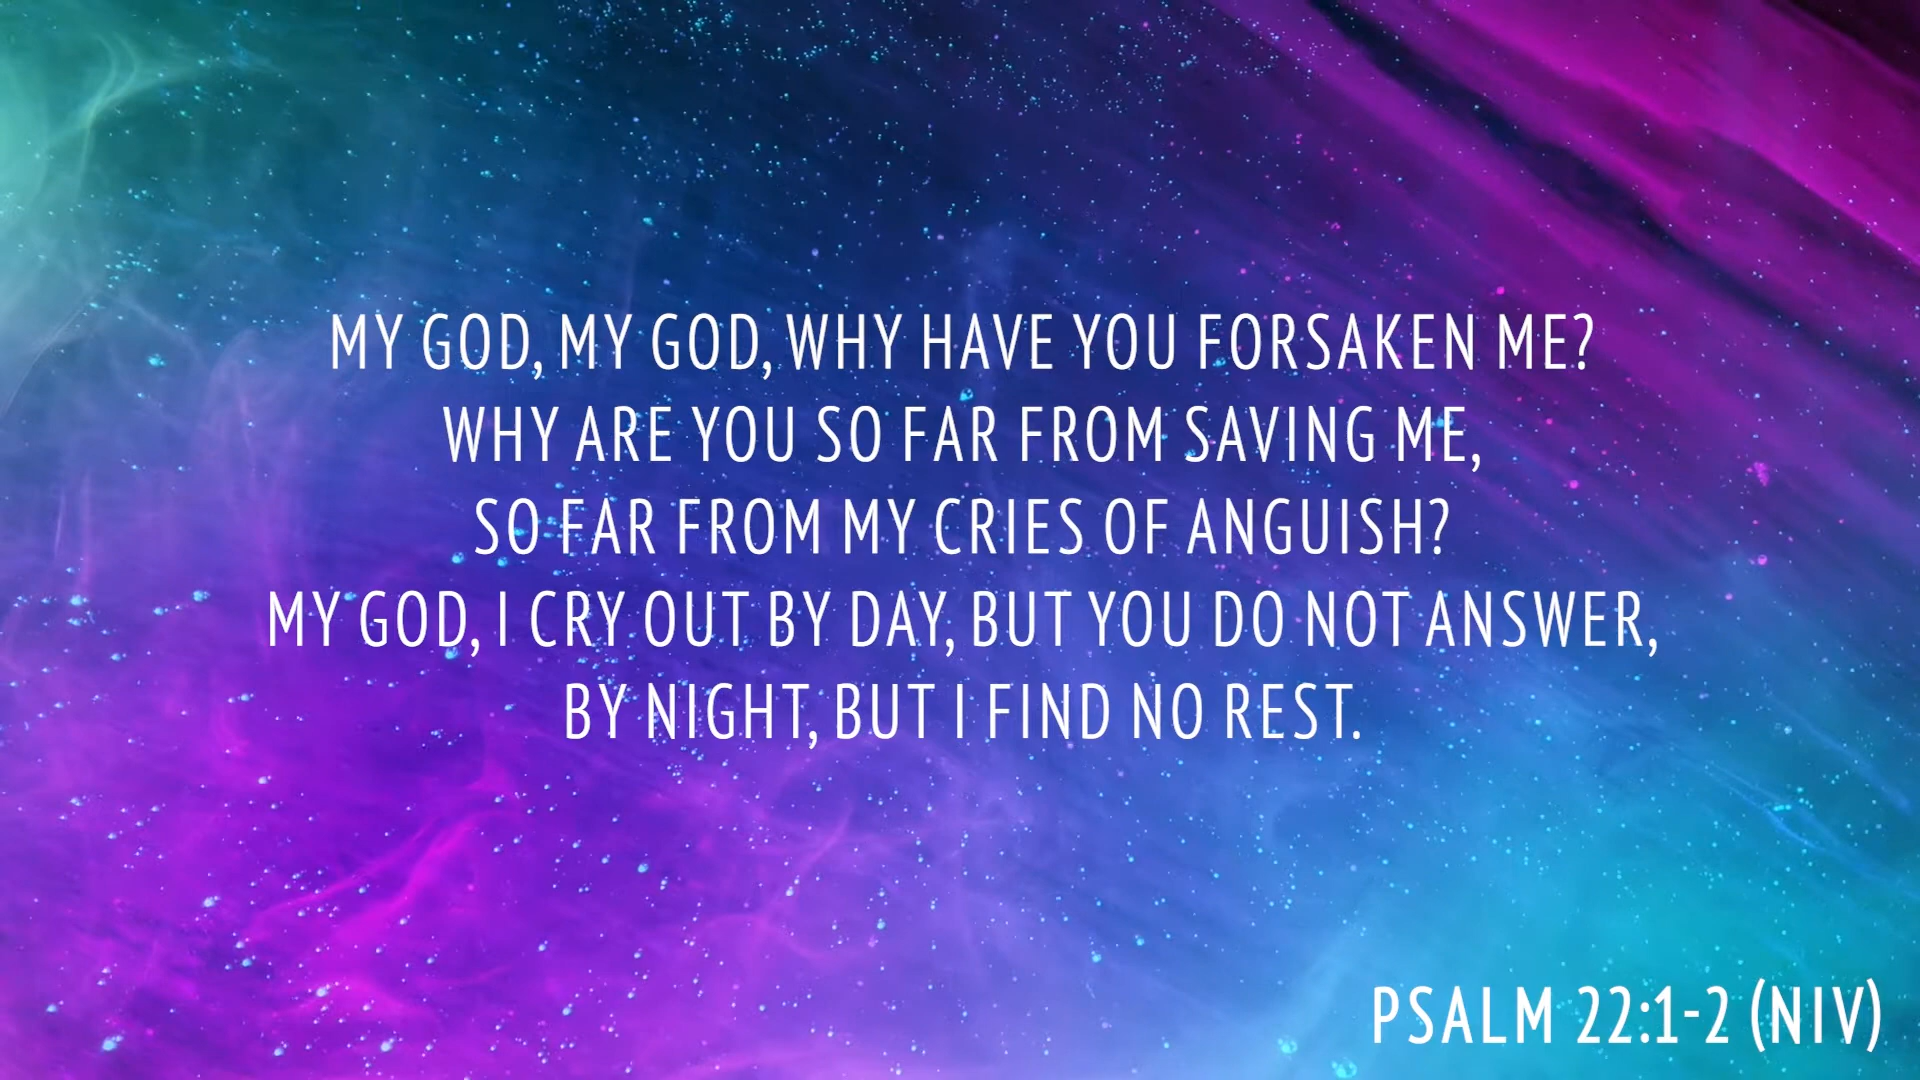 MY GOD, MY GOD, WHY HAVE YOU FORSAKEN ME?
WHY ARE YOU SO FAR FROM SAVING ME,
SO FAR FROM MY CRIES OF ANGUISH?
MY GOD, I CRY OUT BY DAY, BUT YOU DO NOT ANSWER,
BY NIGHT, BUT I FIND NO REST.
PSALM 22:1-2 (NIV)